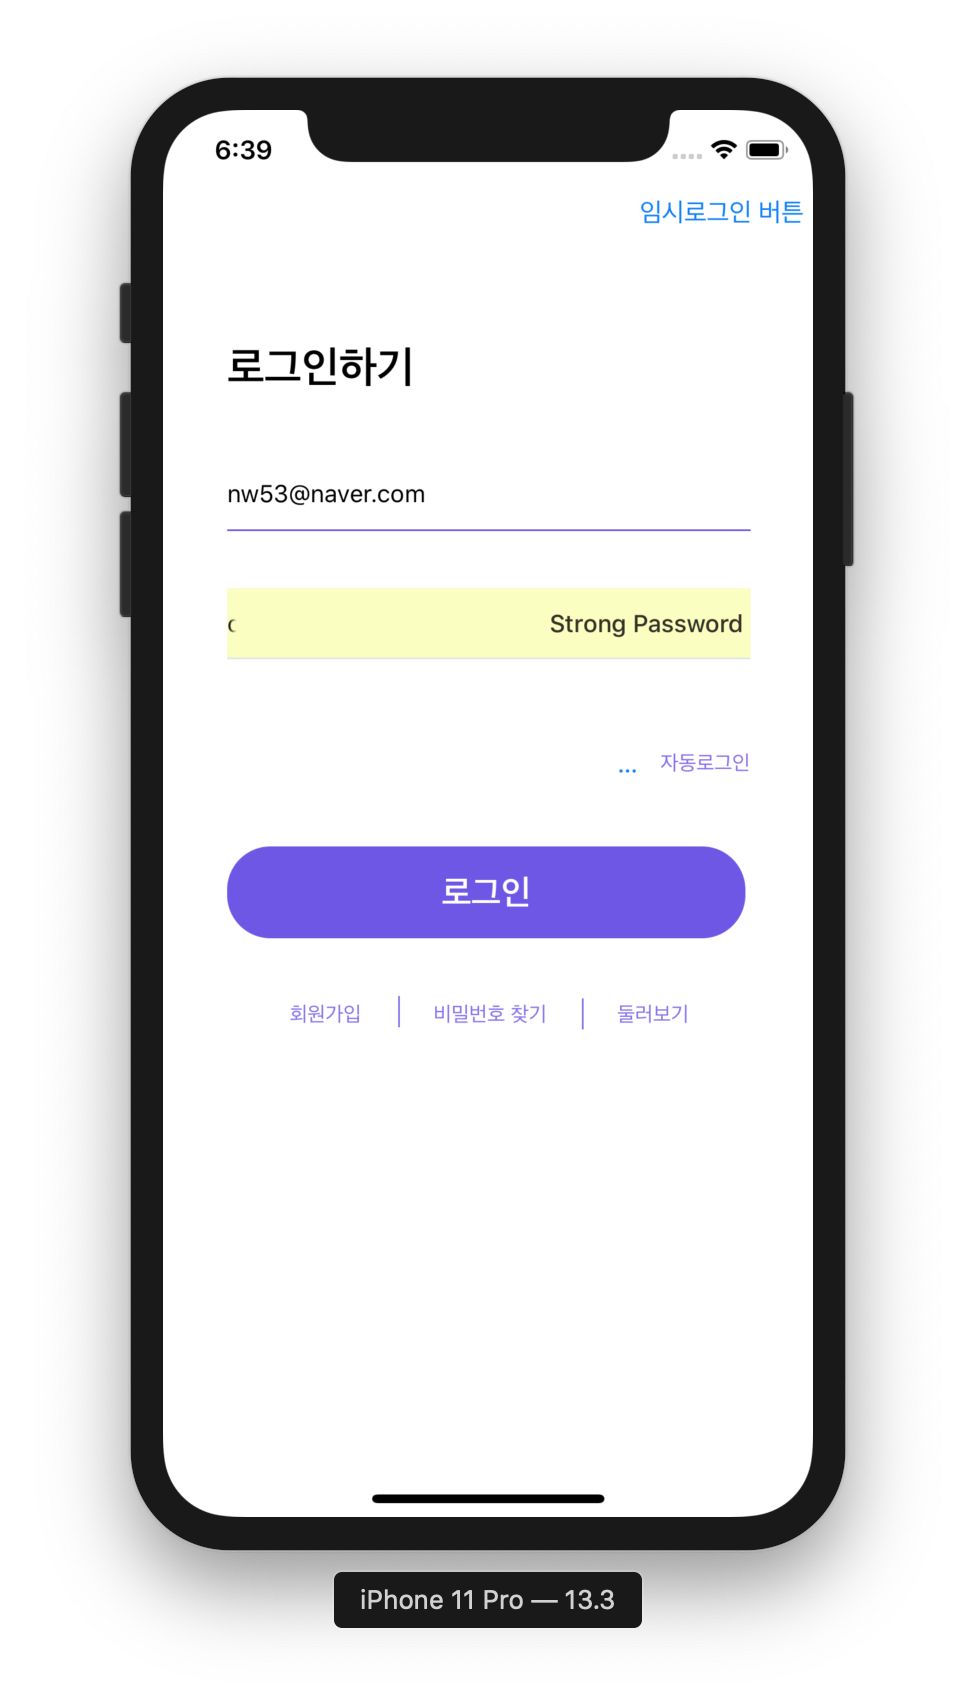 6:39
임시로그인 버튼
로그인하기
nw53@naver.com
Strong Password
... 자동로그인
로그인
회원가입 | 비밀번호 찾기 | 둘러보기
iPhone 11 Pro — 13.3